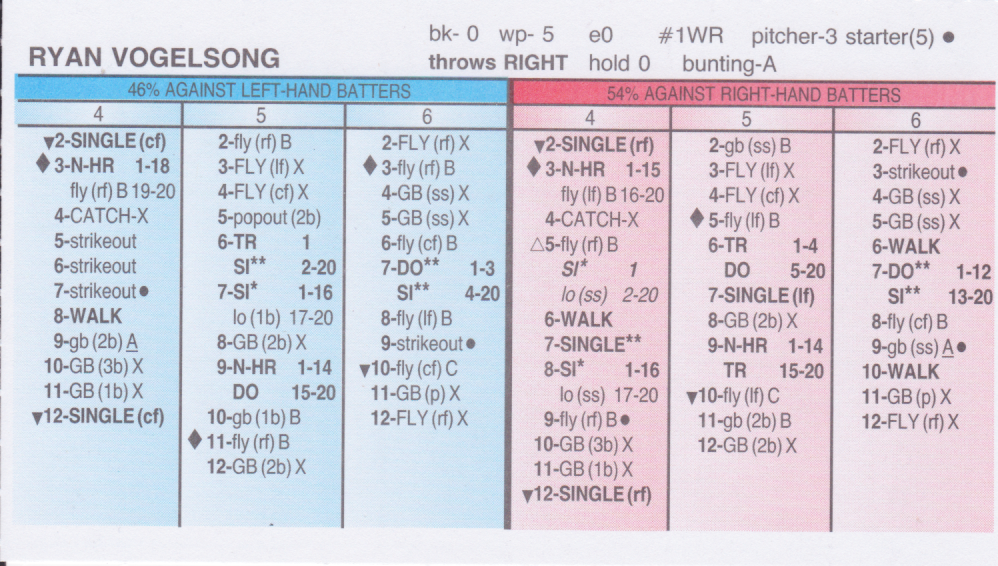 bk- 0 wp- 5 e0 #1WR pitcher-3 starter(5) ●
RYAN VOGELSONG throws RIGHT hold 0 bunting-A
46% AGAINST LEFT-HAND BATTERS
4
▼2-SINGLE (cf)
◆ 3-N-HR 1-18
fly (rf) B 19-20
4-CATCH-X
5-strikeout
6-strikeout
7-strikeout ●
8-WALK
9-gb (2b) A
10-GB (3b) X
11-GB (1b) X
▼12-SINGLE (cf)
5
2-fly (rf) B
3-FLY (lf) X
4-FLY (cf) X
5-popout (2b)
6-TR 1
SI** 2-20
7-SI* 1-16
lo (1b) 17-20
8-GB (2b) X
9-N-HR 1-14
DO 15-20
10-gb (1b) B
◆ 11-fly (rf) B
12-GB (2b) X
6
2-FLY (rf) X
◆ 3-fly (rf) B
4-GB (ss) X
5-GB (ss) X
6-fly (cf) B
7-DO** 1-3
SI** 4-20
8-fly (lf) B
9-strikeout ●
▼10-fly (cf) C
11-GB (p) X
12-FLY (rf) X
54% AGAINST RIGHT-HAND BATTERS
4
▼2-SINGLE (rf)
◆ 3-N-HR 1-15
fly (lf) B 16-20
4-CATCH-X
△5-fly (rf) B
SI* 1
lo (ss) 2-20
6-WALK
7-SINGLE**
8-SI* 1-16
lo (ss) 17-20
9-fly (rf) B ●
10-GB (3b) X
11-GB (1b) X
▼12-SINGLE (rf)
5
2-gb (ss) B
3-FLY (lf) X
4-FLY (cf) X
◆ 5-fly (lf) B
6-TR 1-4
DO 5-20
7-SINGLE (lf)
8-GB (2b) X
9-N-HR 1-14
TR 15-20
▼10-fly (lf) C
11-gb (2b) B
12-GB (2b) X
6
2-FLY (rf) X
3-strikeout ●
4-GB (ss) X
5-GB (ss) X
6-WALK
7-DO** 1-12
SI** 13-20
8-fly (cf) B
9-gb (ss) A ●
10-WALK
11-GB (p) X
12-FLY (rf) X